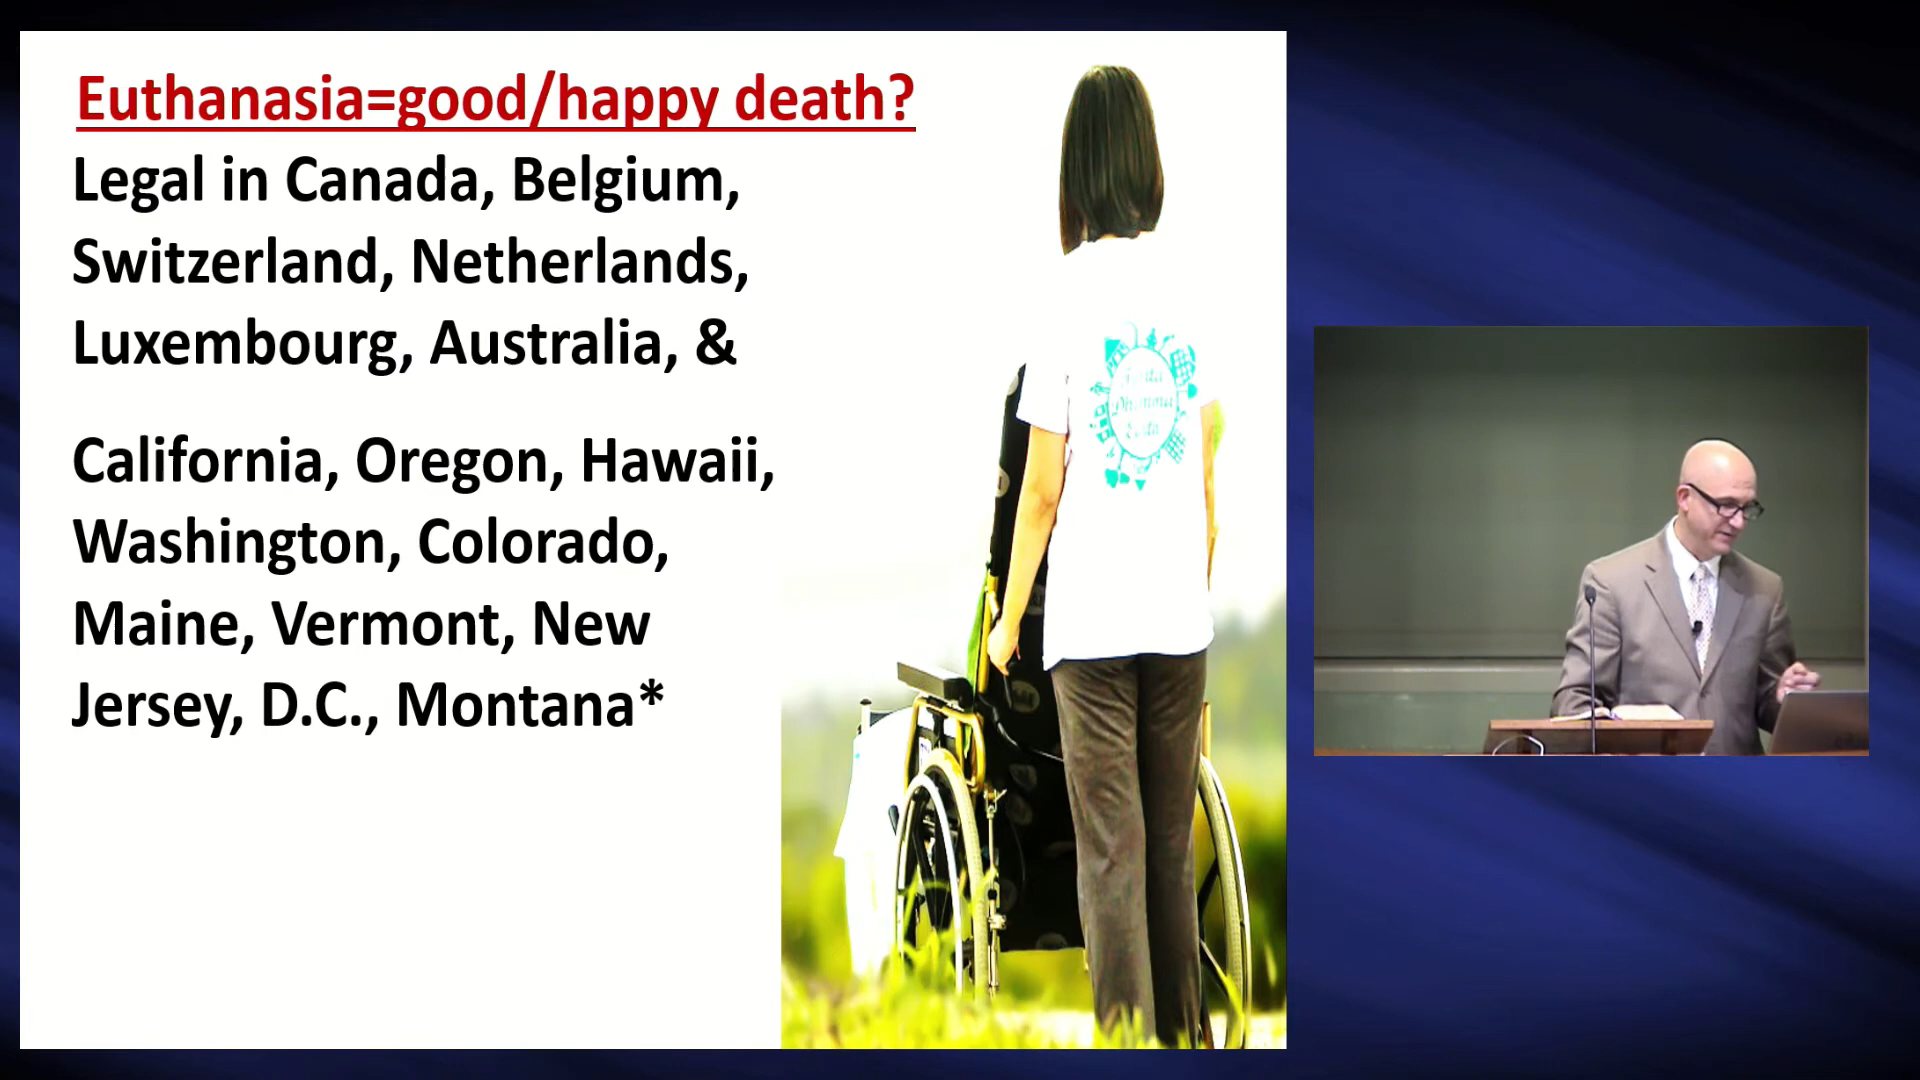 Euthanasia=good/happy death?
Legal in Canada, Belgium,
Switzerland, Netherlands,
Luxembourg, Australia, &
California, Oregon, Hawaii,
Washington, Colorado,
Maine, Vermont, New
Jersey, D.C., Montana*